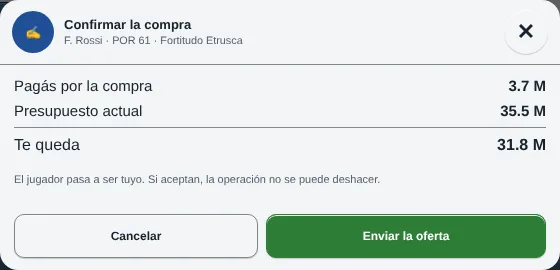 Confirmar la compra
F. Rossi · POR 61 · Fortitudo Etrusca
Pagás por la compra 3.7 M
Presupuesto actual 35.5 M
Te queda 31.8 M
El jugador pasa a ser tuyo. Si aceptan, la operación no se puede deshacer.
Cancelar Enviar la oferta